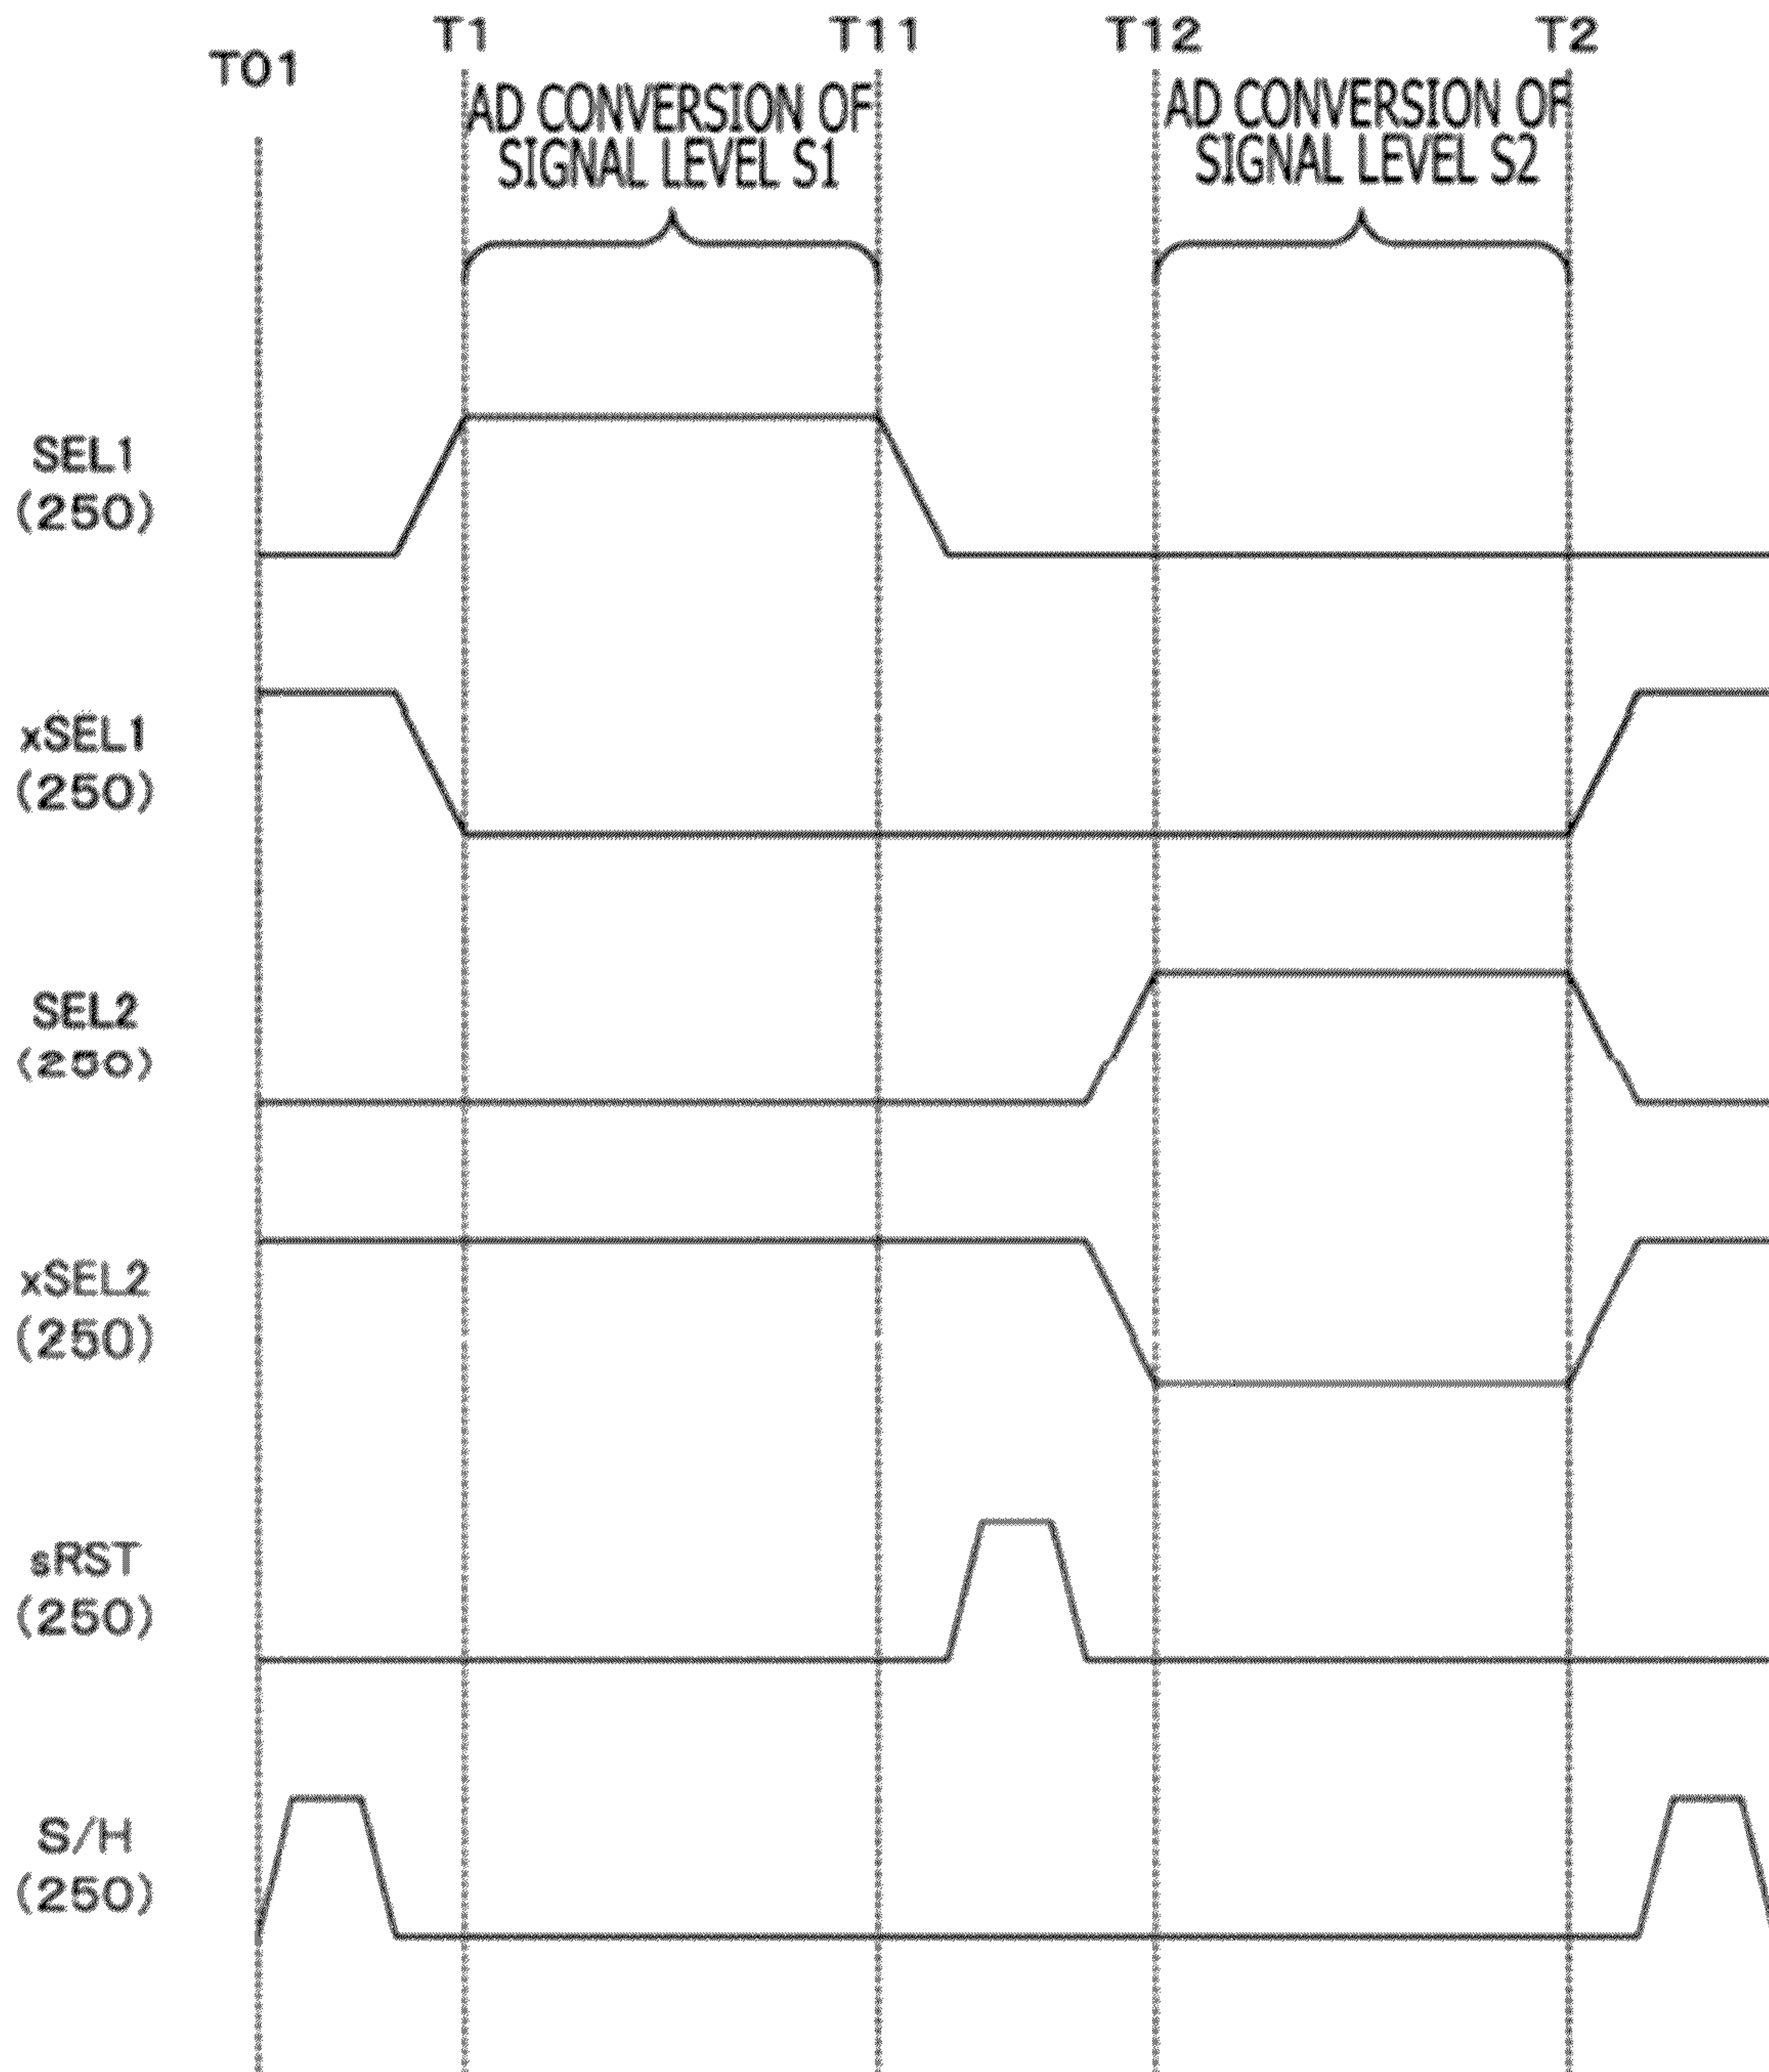 T01
T1
T11
T12
T2
AD CONVERSION OF
SIGNAL LEVEL S1
AD CONVERSION OF
SIGNAL LEVEL S2
SEL1
(250)
xSEL1
(250)
SEL2
(250)
xSEL2
(250)
sRST
(250)
S/H
(250)